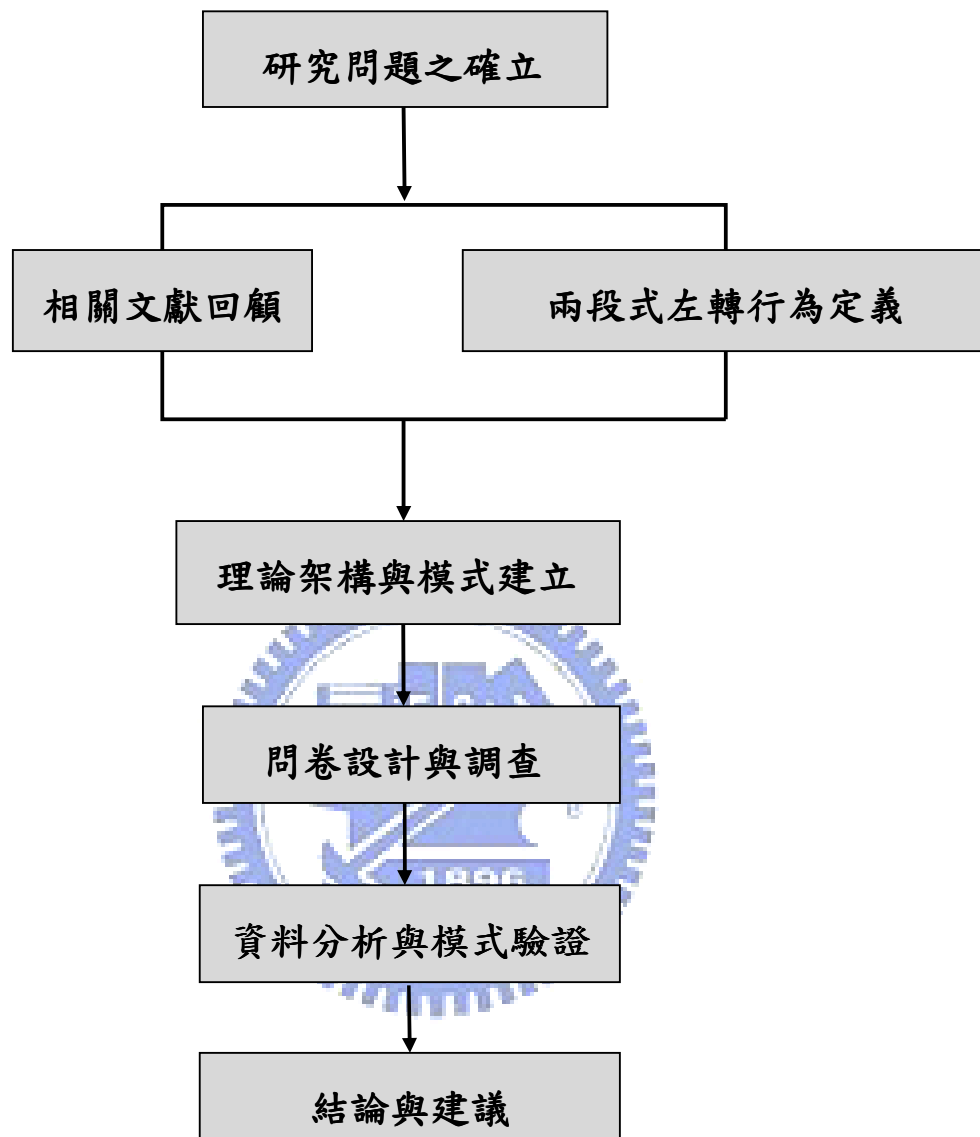 研究問題之確立
相關文獻回顧
兩段式左轉行為定義
理論架構與模式建立
問卷設計與調查
1896
資料分析與模式驗證
結論與建議